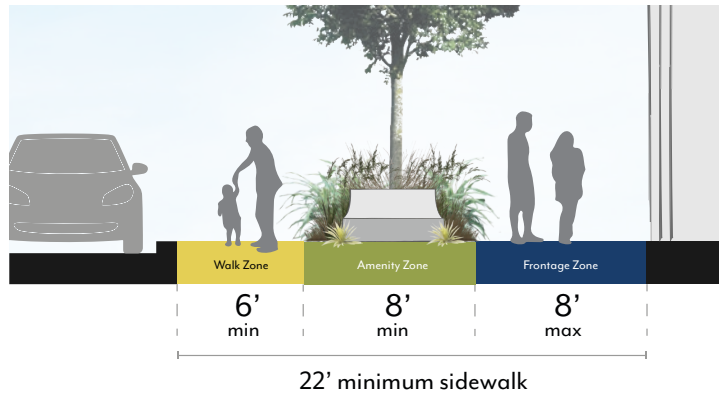 Walk Zone
Amenity Zone
Frontage Zone
6’
min
8’
min
8’
max
22’ minimum sidewalk